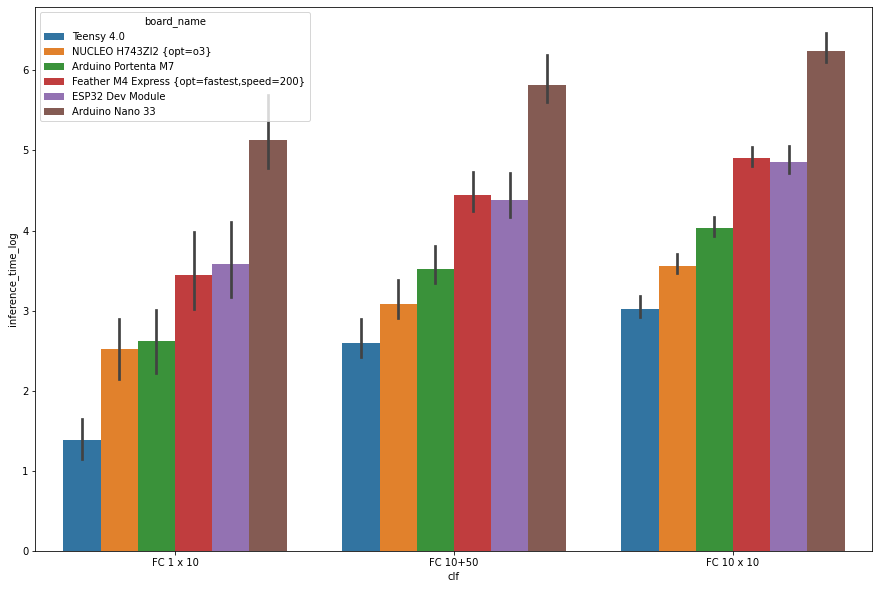 board_name
Teensy 4.0
NUCLEO H743ZI2 {opt=o3}
Arduino Portenta M7
Feather M4 Express {opt=fastest,speed=200}
ESP32 Dev Module
Arduino Nano 33
inference_time_log
6
5
4
3
2
1
0
FC 1 x 10
FC 10+50
FC 10 x 10
clf